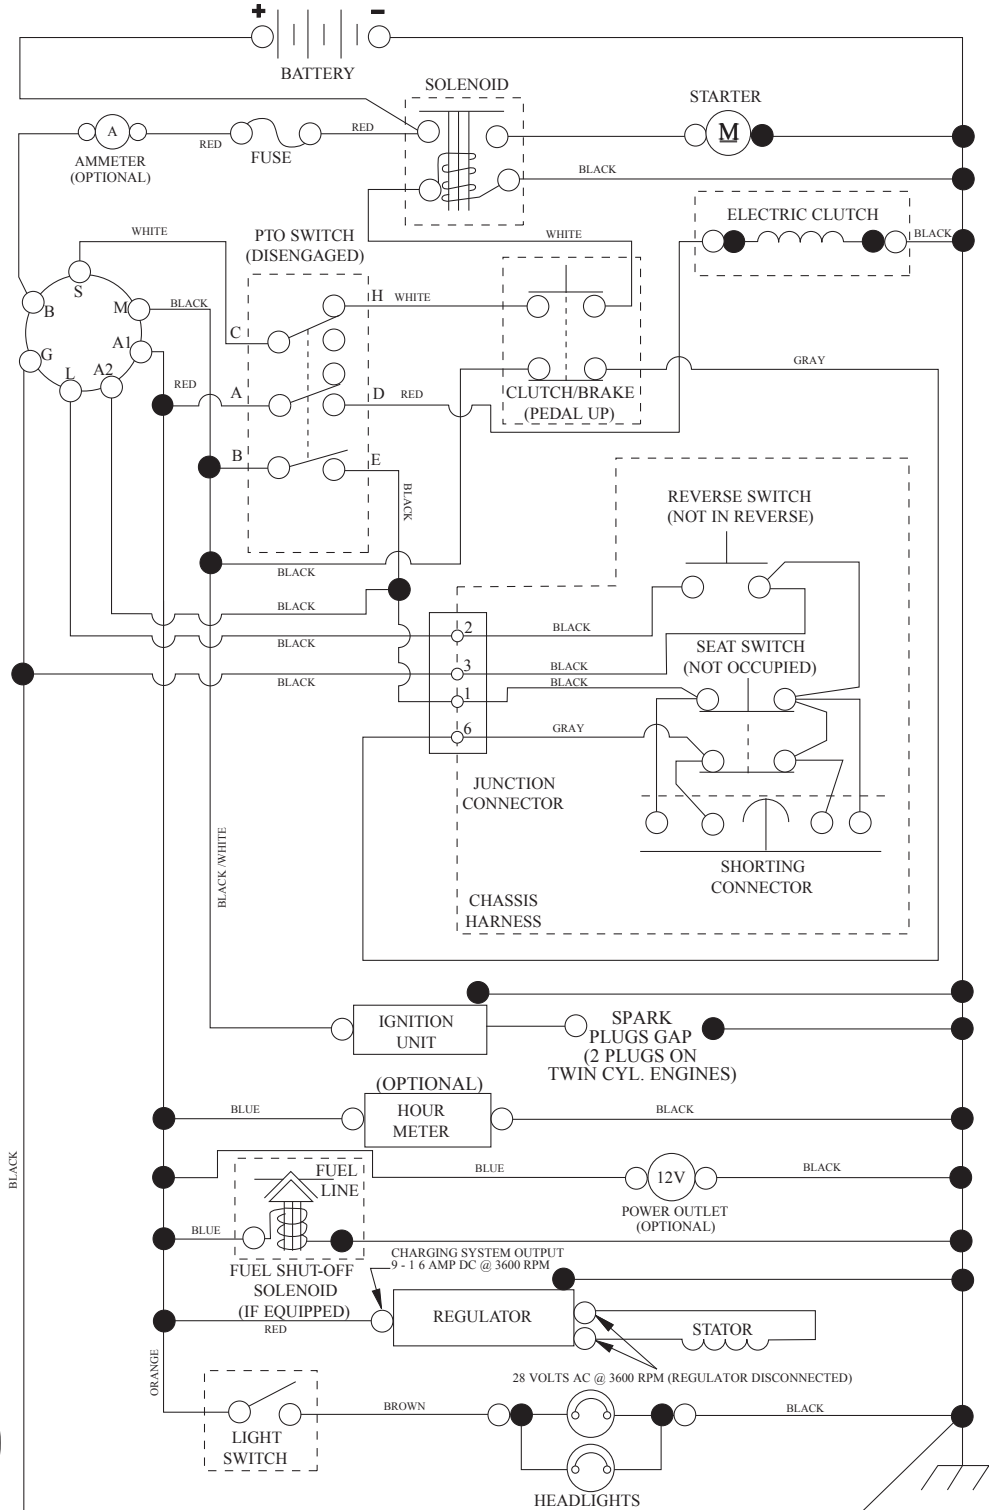 + −
BATTERY
SOLENOID
STARTER
A
M
RED
FUSE
RED
AMMETER
(OPTIONAL)
BLACK
ELECTRIC CLUTCH
WHITE
PTO SWITCH
(DISENGAGED)
WHITE
BLACK
S
B
M
BLACK
H
WHITE
C
A1
G
L
A2
RED
A
D
RED
GRAY
CLUTCH/BRAKE
(PEDAL UP)
B
E
BLACK
REVERSE SWITCH
(NOT IN REVERSE)
BLACK
BLACK
BLACK
2
BLACK
SEAT SWITCH
(NOT OCCUPIED)
BLACK
3
BLACK
BLACK
1
6
GRAY
JUNCTION
CONNECTOR
BLACK /WHITE
SHORTING
CONNECTOR
CHASSIS
HARNESS
IGNITION
UNIT
SPARK
PLUGS GAP
(2 PLUGS ON
TWIN CYL. ENGINES)
(OPTIONAL)
HOUR
METER
BLUE
BLACK
BLACK
FUEL
LINE
BLUE
12V
BLACK
POWER OUTLET
(OPTIONAL)
BLUE
CHARGING SYSTEM OUTPUT
9 - 1 6 AMP DC @ 3600 RPM
FUEL SHUT-OFF
SOLENOID
(IF EQUIPPED)
RED
REGULATOR
STATOR
28 VOLTS AC @ 3600 RPM (REGULATOR DISCONNECTED)
ORANGE
BROWN
BLACK
LIGHT
SWITCH
HEADLIGHTS